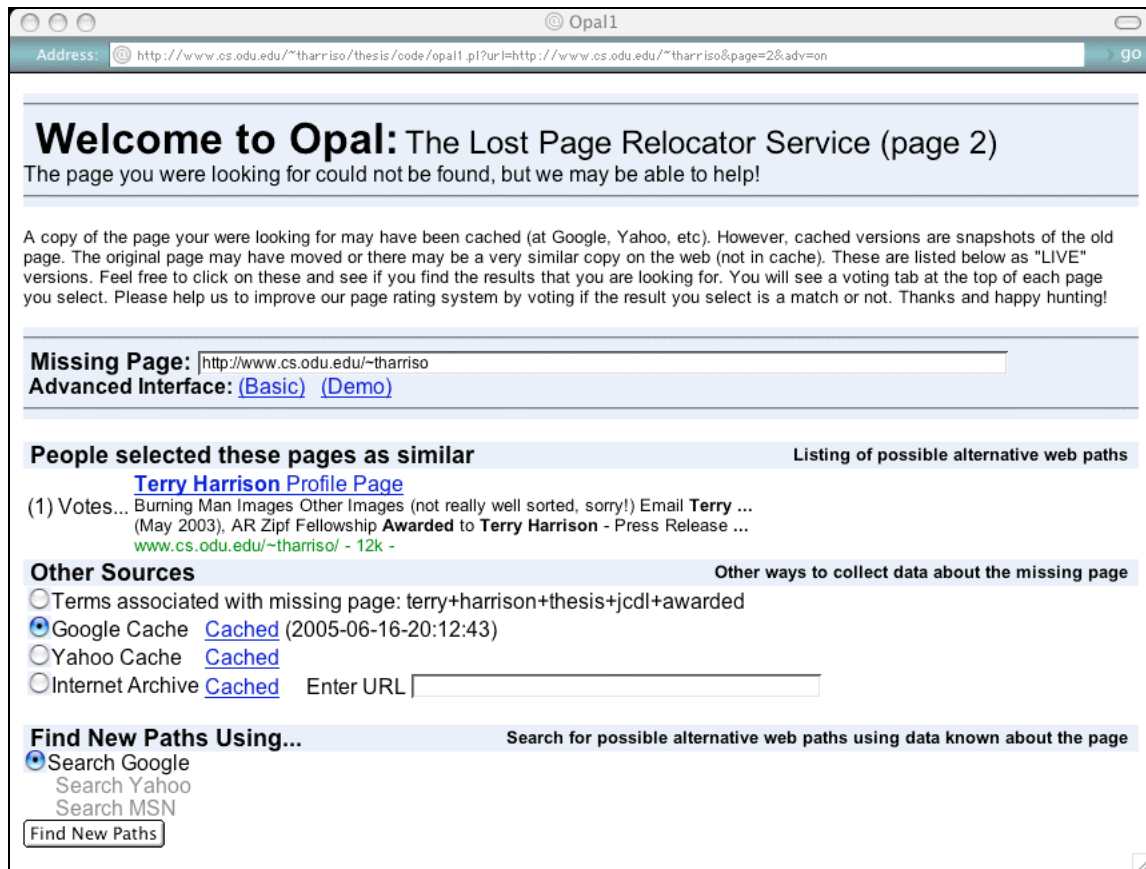 Opal1
Address: http://www.cs.odu.edu/~tharriso/thesis/code/opal1.pl?url=http://www.cs.odu.edu/~tharriso&page=2&adv=on go
Welcome to Opal: The Lost Page Relocator Service (page 2)
The page you were looking for could not be found, but we may be able to help!
A copy of the page your were looking for may have been cached (at Google, Yahoo, etc). However, cached versions are snapshots of the old
page. The original page may have moved or there may be a very similar copy on the web (not in cache). These are listed below as "LIVE"
versions. Feel free to click on these and see if you find the results that you are looking for. You will see a voting tab at the top of each page
you select. Please help us to improve our page rating system by voting if the result you select is a match or not. Thanks and happy hunting!
Missing Page: http://www.cs.odu.edu/~tharriso
Advanced Interface: (Basic) (Demo)
People selected these pages as similar Listing of possible alternative web paths
Terry Harrison Profile Page
(1) Votes... Burning Man Images Other Images (not really well sorted, sorry!) Email Terry ...
(May 2003), AR Zipf Fellowship Awarded to Terry Harrison - Press Release ...
www.cs.odu.edu/~tharriso/ - 12k -
Other Sources Other ways to collect data about the missing page
Terms associated with missing page: terry+harrison+thesis+jcdl+awarded
Google Cache Cached (2005-06-16-20:12:43)
Yahoo Cache Cached
Internet Archive Cached Enter URL
Find New Paths Using... Search for possible alternative web paths using data known about the page
Search Google
Search Yahoo
Search MSN
Find New Paths